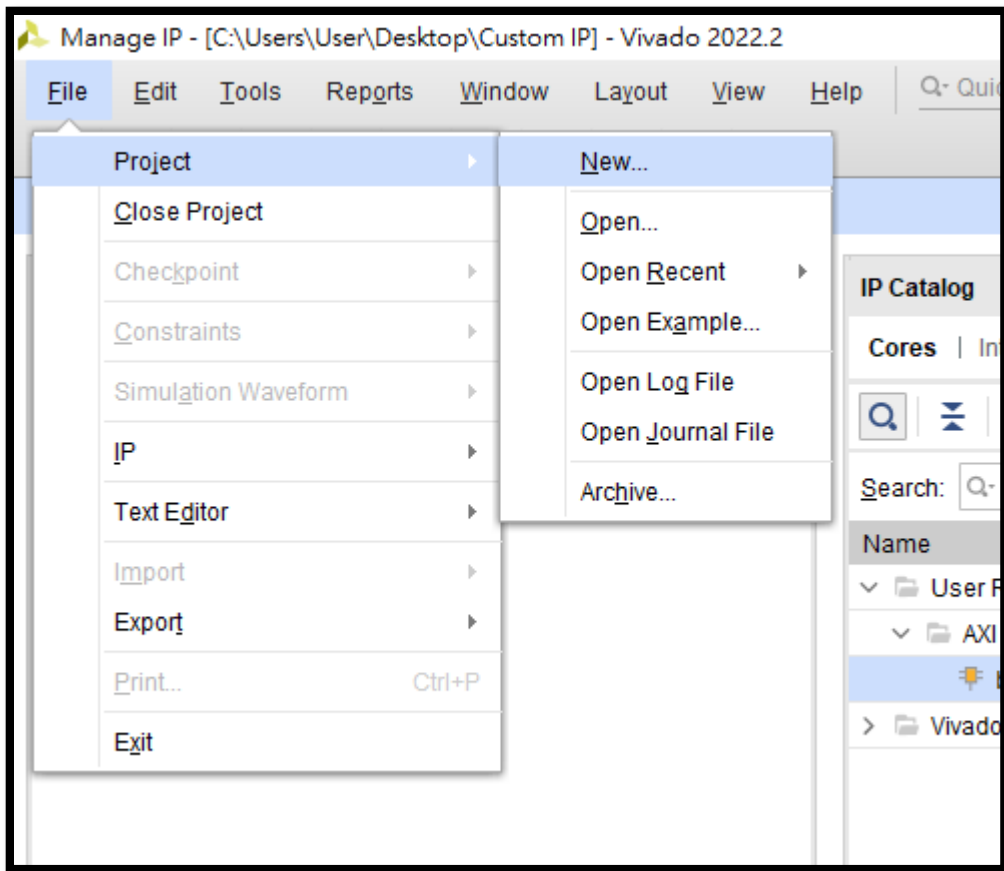 Manage IP - [C:\Users\User\Desktop\Custom IP] - Vivado 2022.2
File Edit Tools Reports Window Layout View Help
Project
Close Project
Checkpoint
Constraints
Simulation Waveform
IP
Text Editor
Import
Export
Print... Ctrl+P
Exit
New...
Open...
Open Recent
Open Example...
Open Log File
Open Journal File
Archive...
IP Catalog
Cores |
Search:
Name
User
AXI
Vivado